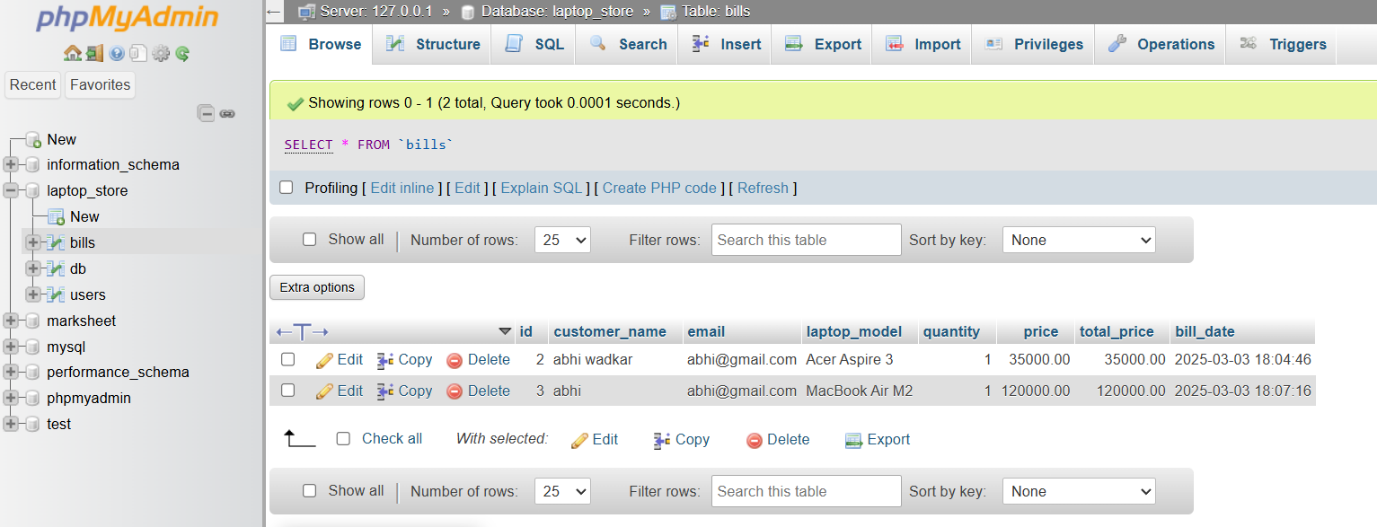 phpMyAdmin
Recent Favorites
New
information_schema
laptop_store
New
bills
db
users
marksheet
mysql
performance_schema
phpmyadmin
test
Server: 127.0.0.1 » Database: laptop_store » Table: bills
Browse Structure SQL Search Insert Export Import Privileges Operations Triggers
Showing rows 0 - 1 (2 total, Query took 0.0001 seconds.)
SELECT * FROM `bills`
Profiling [ Edit inline ] [ Edit ] [ Explain SQL ] [ Create PHP code ] [ Refresh ]
Show all Number of rows: 25 Filter rows: Search this table Sort by key: None
Extra options
id customer_name email laptop_model quantity price total_price bill_date
Edit Copy Delete 2 abhi wadkar abhi@gmail.com Acer Aspire 3 1 35000.00 35000.00 2025-03-03 18:04:46
Edit Copy Delete 3 abhi abhi@gmail.com MacBook Air M2 1 120000.00 120000.00 2025-03-03 18:07:16
Check all With selected: Edit Copy Delete Export
Show all Number of rows: 25 Filter rows: Search this table Sort by key: None